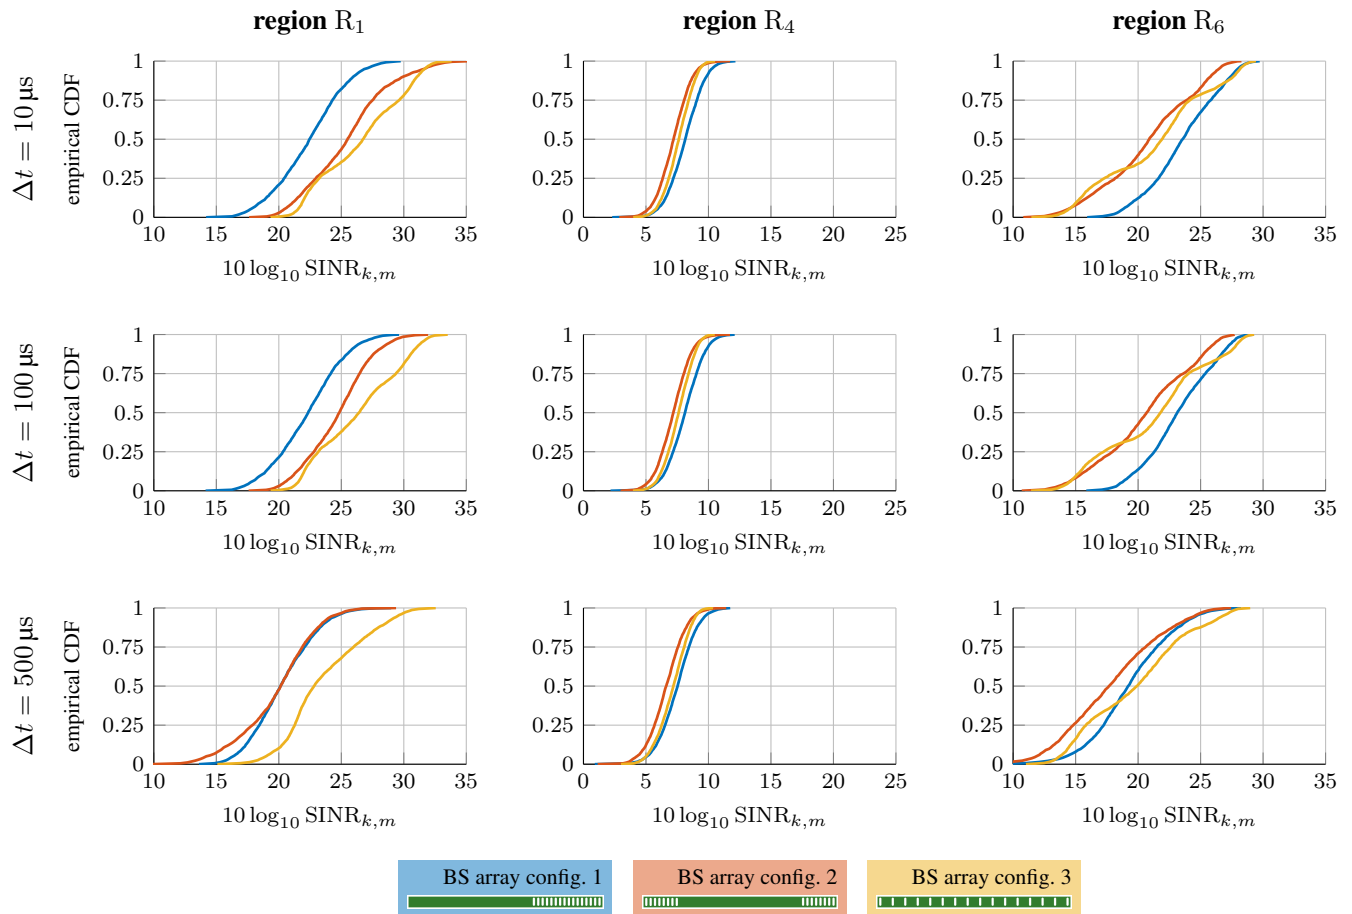 region R₁ region R₄ region R₆
Δt = 10 μs
empirical CDF
1 0.75 0.5 0.25 0
10 15 20 25 30 35
10 log₁₀ SINRₖ,ₘ
1 0.75 0.5 0.25 0
0 5 10 15 20 25
10 log₁₀ SINRₖ,ₘ
1 0.75 0.5 0.25 0
10 15 20 25 30 35
10 log₁₀ SINRₖ,ₘ
Δt = 100 μs
empirical CDF
1 0.75 0.5 0.25 0
10 15 20 25 30 35
10 log₁₀ SINRₖ,ₘ
1 0.75 0.5 0.25 0
0 5 10 15 20 25
10 log₁₀ SINRₖ,ₘ
1 0.75 0.5 0.25 0
10 15 20 25 30 35
10 log₁₀ SINRₖ,ₘ
Δt = 500 μs
empirical CDF
1 0.75 0.5 0.25 0
10 15 20 25 30 35
10 log₁₀ SINRₖ,ₘ
1 0.75 0.5 0.25 0
0 5 10 15 20 25
10 log₁₀ SINRₖ,ₘ
1 0.75 0.5 0.25 0
10 15 20 25 30 35
10 log₁₀ SINRₖ,ₘ
BS array config. 1 BS array config. 2 BS array config. 3